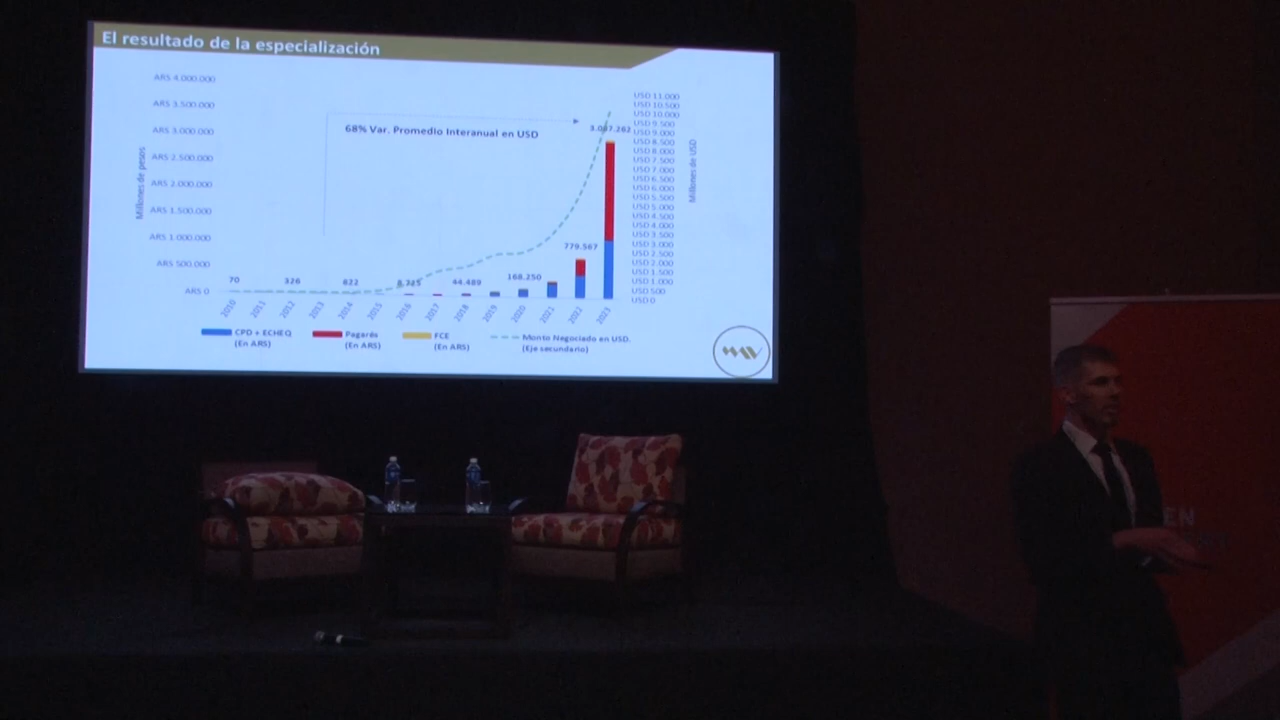 El resultado de la especialización
ARS 4.000.000
ARS 3.500.000
ARS 3.000.000
ARS 2.500.000
ARS 2.000.000
ARS 1.500.000
ARS 1.000.000
ARS 500.000
ARS 0
Millones de pesos
68% Var. Promedio Interanual en USD
70
326
822
8.325
44.489
168.250
779.567
2010
2011
2012
2013
2014
2015
2016
2017
2018
2019
2020
2021
2022
2023
USD 11.000
USD 10.500
USD 10.000
USD 9.500
USD 9.000
USD 8.500
USD 8.000
USD 7.500
USD 7.000
USD 6.500
USD 6.000
USD 5.500
USD 5.000
USD 4.500
USD 4.000
USD 3.500
USD 3.000
USD 2.500
USD 2.000
USD 1.500
USD 1.000
USD 500
USD 0
Millones de USD
CPD + ECHEQ
(En ARS)
Pagarés
(En ARS)
FCE
(En ARS)
Monto Negociado en USD.
(Eje secundario)
EN